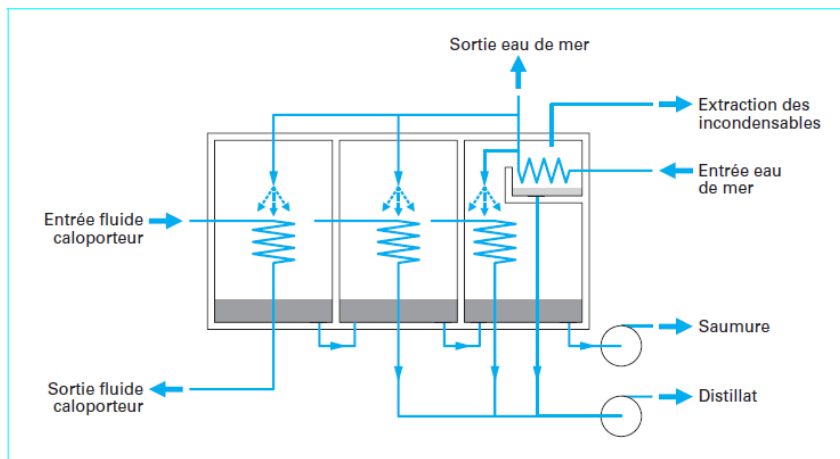 Sortie eau de mer
Extraction des
incondensables
Entrée eau
de mer
Entrée fluide
caloporteur
Saumure
Sortie fluide
caloporteur
Distillat